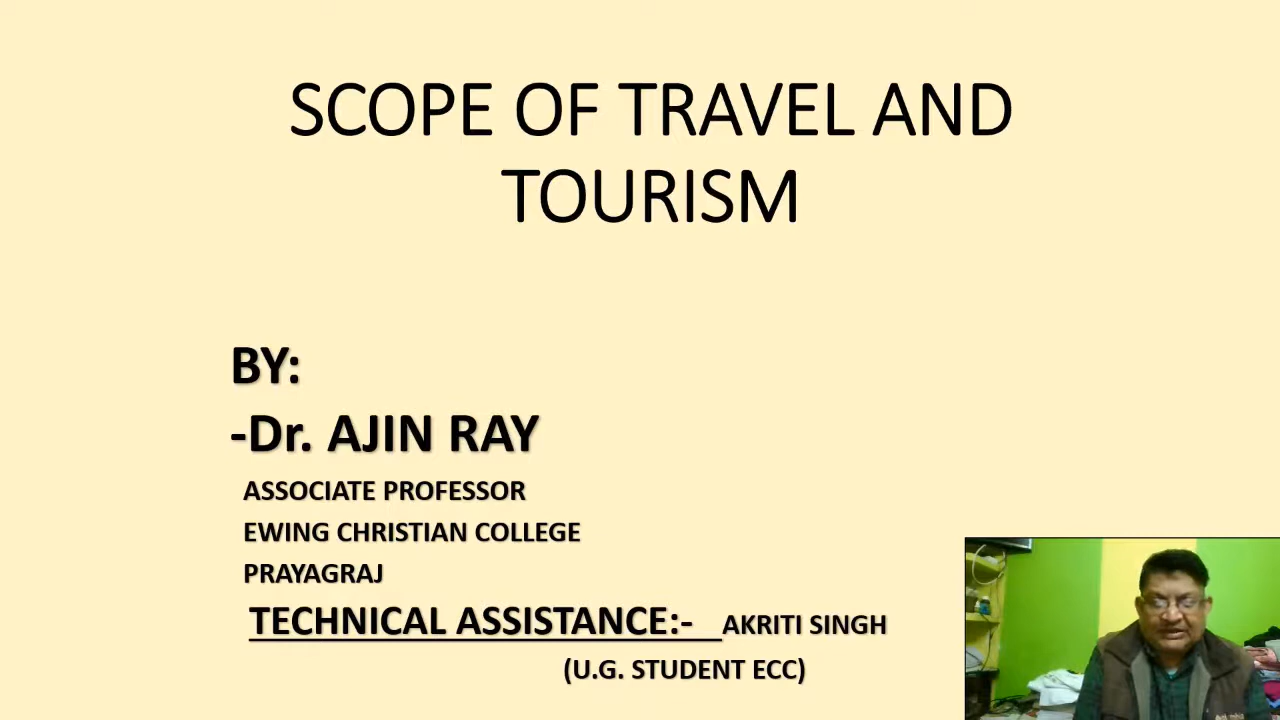 SCOPE OF TRAVEL AND
TOURISM
BY:
-Dr. AJIN RAY
ASSOCIATE PROFESSOR
EWING CHRISTIAN COLLEGE
PRAYAGRAJ
TECHNICAL ASSISTANCE:- AKRITI SINGH
(U.G. STUDENT ECC)